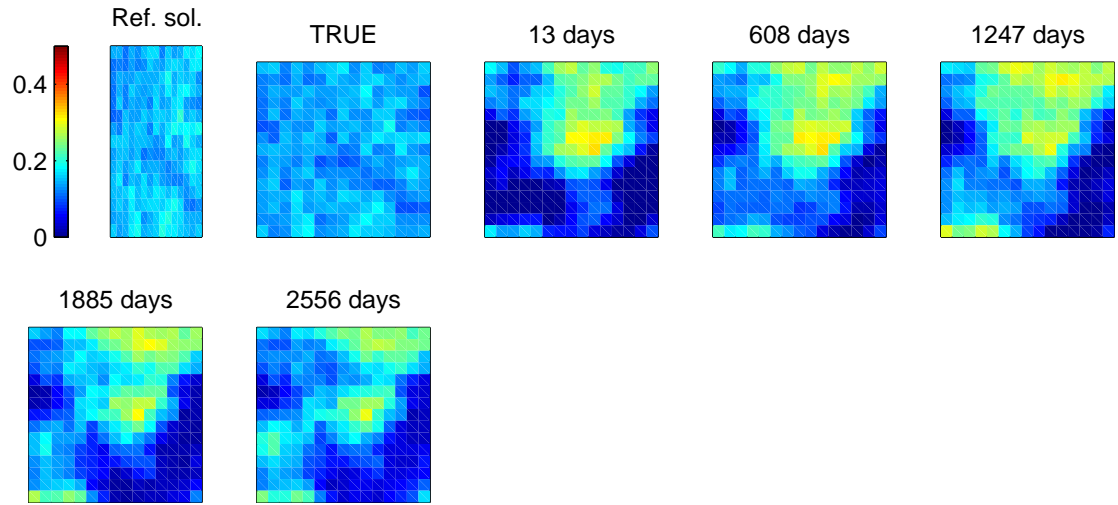 Ref. sol.
TRUE
13 days
608 days
1247 days
0.4
0.2
0
1885 days
2556 days